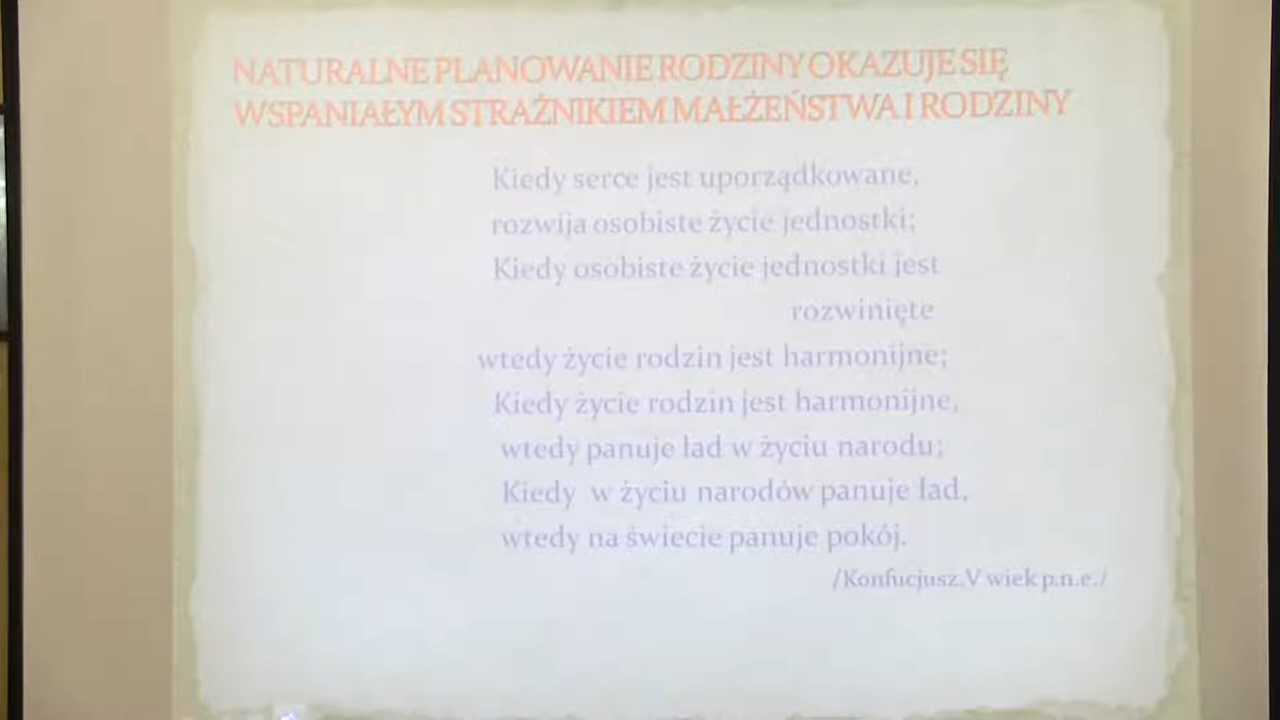 NATURALNE PLANOWANIE RODZINY OKAZUJE SIĘ
WSPANIAŁYM STRAŻNIKIEM MAŁŻEŃSTWA I RODZINY
Kiedy serce jest uporządkowane,
rozwija osobiste życie jednostki;
Kiedy osobiste życie jednostki jest
rozwinięte
wtedy życie rodzin jest harmonijne;
Kiedy życie rodzin jest harmonijne,
wtedy panuje ład w życiu narodu;
Kiedy w życiu narodów panuje ład,
wtedy na świecie panuje pokój.
/Konfucjusz.V wiek p.n.e./